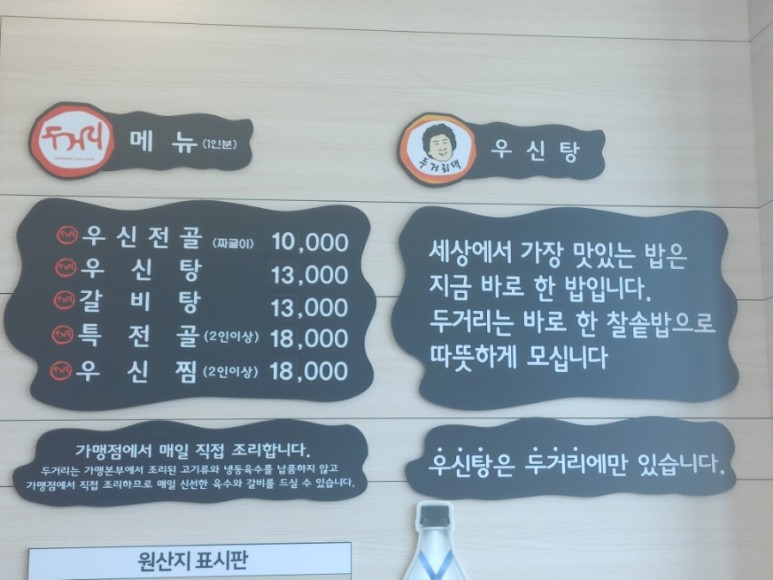 두거리
메 뉴 (1인분)
두거리댁
우 신 탕
우신전골 (짜글이) 10,000
우 신 탕 13,000
갈 비 탕 13,000
특 전 골 (2인이상) 18,000
우 신 찜 (2인이상) 18,000
세상에서 가장 맛있는 밥은
지금 바로 한 밥입니다.
두거리는 바로 한 찰솥밥으로
따뜻하게 모십니다
가맹점에서 매일 직접 조리합니다.
두거리는 가맹본부에서 조리된 고기류와 냉동육수를 납품하지 않고
가맹점에서 직접 조리하므로 매일 신선한 육수와 갈비를 드실 수 있습니다.
우신탕은 두거리에만 있습니다.
원산지 표시판